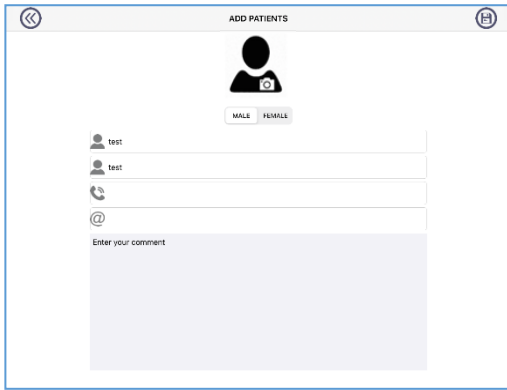 ADD PATIENTS
MALE FEMALE
test
test
@
Enter your comment